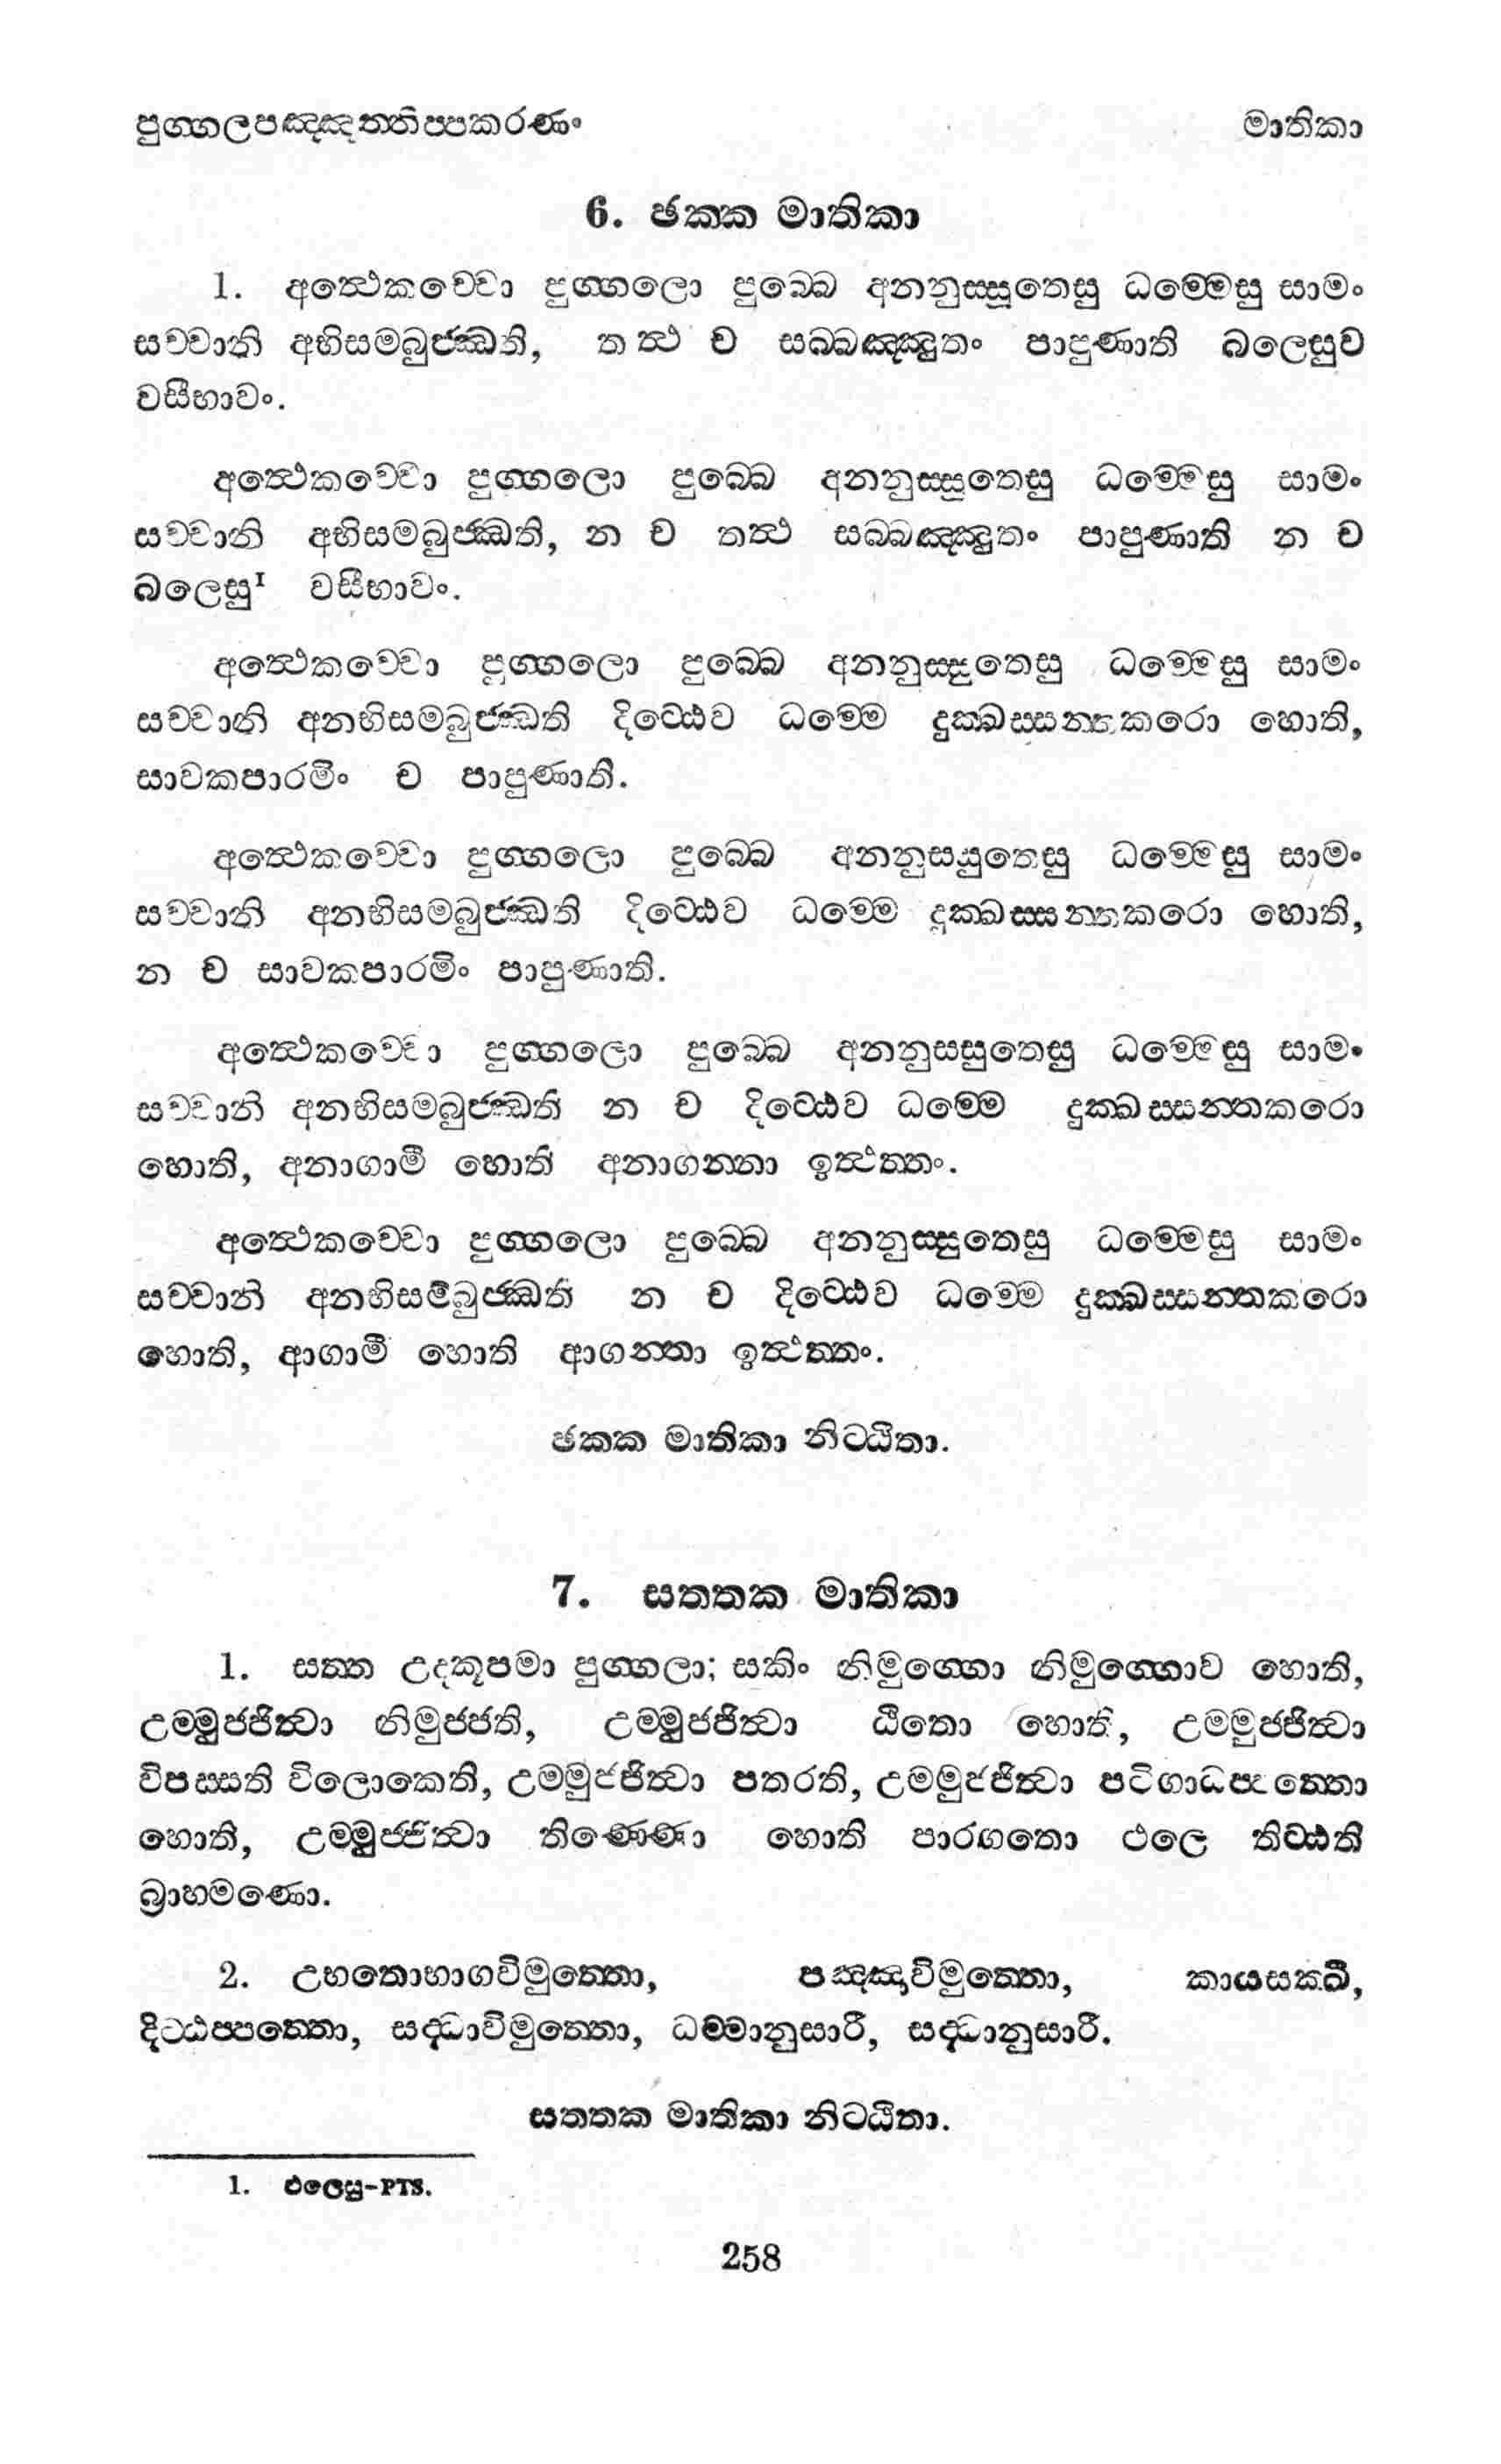 පුග්ගලපඤ්ඤත්තිප්පකරණං මාතිකා
6. ඡක්ක මාතිකා
1. අත්ථෙකච්චො පුග්ගලො පුබ්බෙ අනනුස්සූතෙසු ධම්මෙසු සාමං
සච්චානි අභිසම්බුජ්ඣති, තත්ථ ච සබ්බඤ්ඤුතං පාපුණාති බලෙසුච
වසීභාවං.
අත්ථෙකච්චො පුග්ගලො පුබ්බෙ අනනුස්සුතෙසු ධම්මෙසු සාමං
සච්චානි අභිසම්බුජ්ඣති, න ච තත්ථ සබ්බඤ්ඤුතං පාපුණාති න ච
බලෙසු¹ වසීභාවං.
අත්ථෙකච්චො පුග්ගලො පුබ්බෙ අනනුස්සුතෙසු ධම්මෙසු සාමං
සච්චානි අනභිසම්බුජ්ඣති දිට්ඨෙව ධම්මෙ දුක්ඛස්සන්තකරො හොති,
සාවකපාරමිං ච පාපුණාති.
අත්ථෙකච්චො පුග්ගලො පුබ්බෙ අනනුස්සුතෙසු ධම්මෙසු සාමං
සච්චානි අනභිසම්බුජ්ඣති දිට්ඨෙව ධම්මෙ දුක්ඛස්සන්තකරො හොති,
න ච සාවකපාරමිං පාපුණාති.
අත්ථෙකච්චො පුග්ගලො පුබ්බෙ අනනුස්සුතෙසු ධම්මෙසු සාමං
සච්චානි අනභිසම්බුජ්ඣති න ච දිට්ඨෙව ධම්මෙ දුක්ඛස්සන්තකරො
හොති, අනාගාමී හොති අනාගන්තා ඉත්ථත්තං.
අත්ථෙකච්චො පුග්ගලො පුබ්බෙ අනනුස්සුතෙසු ධම්මෙසු සාමං
සච්චානි අනභිසම්බුජ්ඣති න ච දිට්ඨෙව ධම්මෙ දුක්ඛස්සන්තකරො
හොති, ආගාමී හොති ආගන්තා ඉත්ථත්තං.
ඡක්ක මාතිකා නිට්ඨිතා.
7. සත්තක මාතිකා
1. සත්ත උදකූපමා පුග්ගලා; සකිං නිමුග්ගො නිමුග්ගොව හොති,
උම්මුජ්ජිත්වා නිමුජ්ජති, උම්මුජ්ජිත්වා ඨිතො හොති, උම්මුජ්ජිත්වා
විපස්සති විලොකෙති, උම්මුජ්ජිත්වා පතරති, උම්මුජ්ජිත්වා පටිගාධප්පත්තො
හොති, උම්මුජ්ජිත්වා තිණ්ණො හොති පාරඟතො ථලෙ තිට්ඨති
බ්‍රාහ්මණො.
2. උභතොභාගවිමුත්තො, පඤ්ඤාවිමුත්තො, කායසක්ඛී,
දිට්ඨප්පත්තො, සද්ධාවිමුත්තො, ධම්මානුසාරී, සද්ධානුසාරී.
සත්තක මාතිකා නිට්ඨිතා.
1. ඵලෙසු-PTS.
258